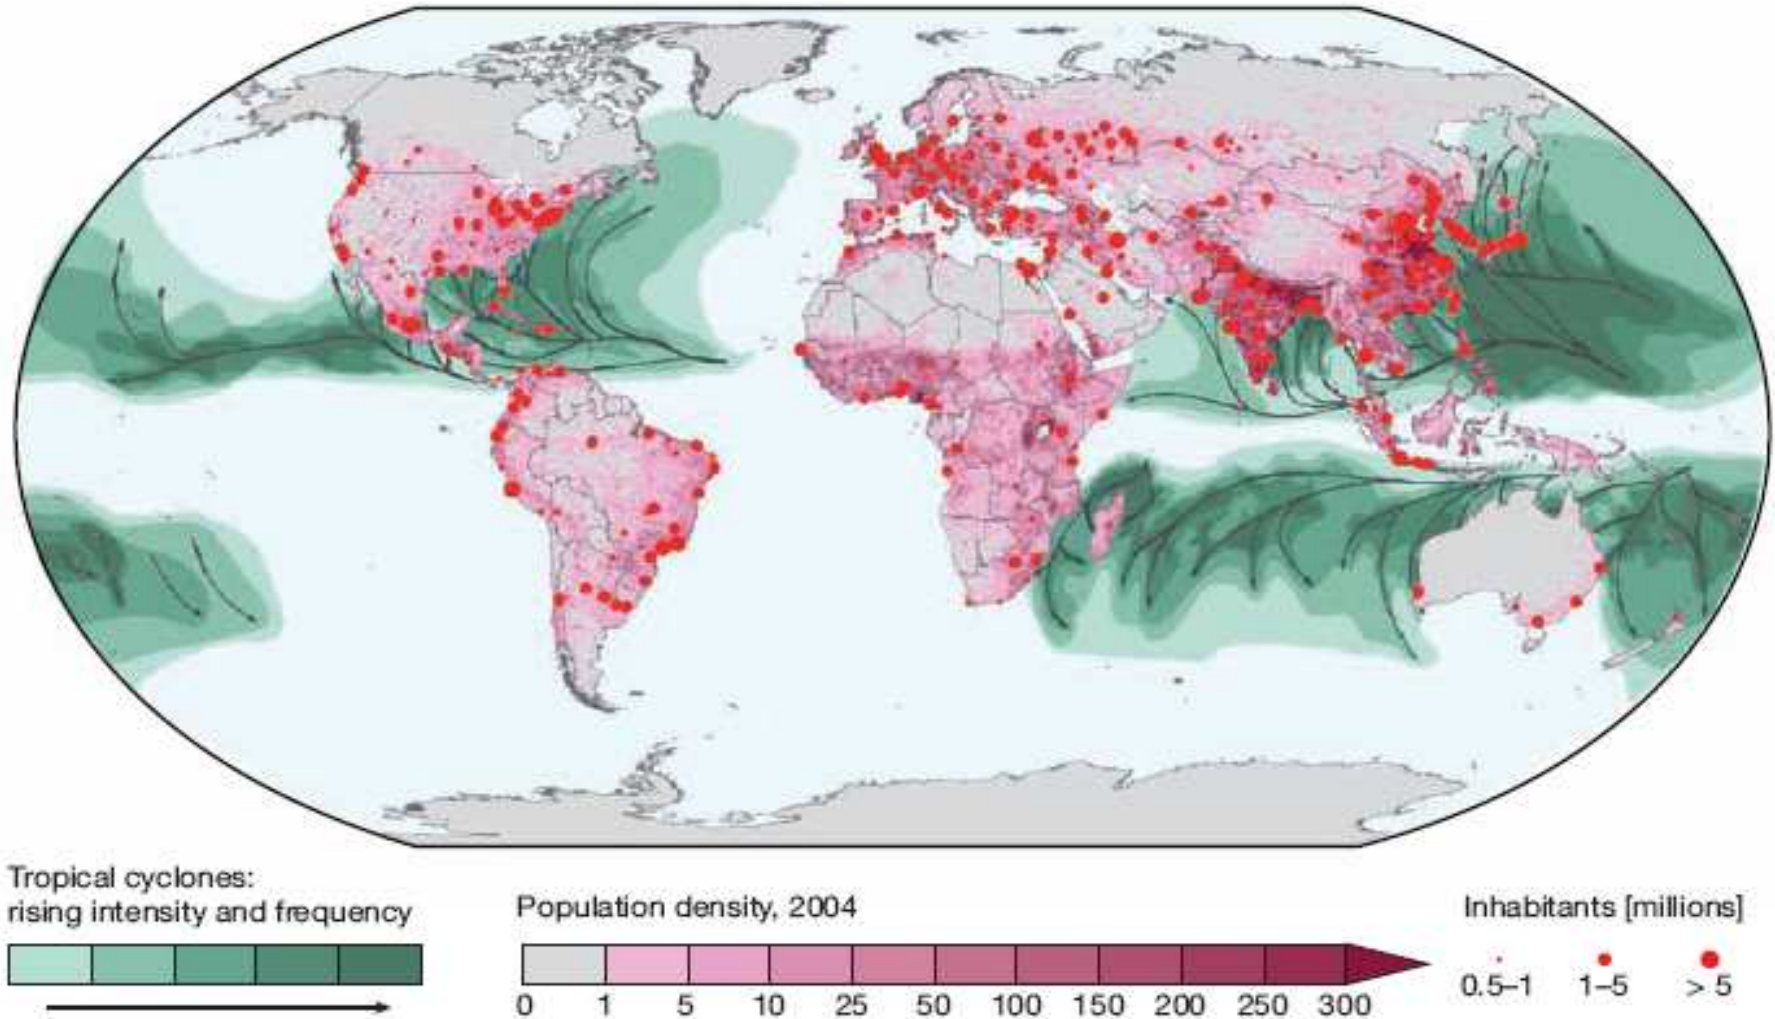 Tropical cyclones:
rising intensity and frequency
Population density, 2004
0 1 5 10 25 50 100 150 200 250 300
Inhabitants [millions]
0.5–1 1–5 > 5